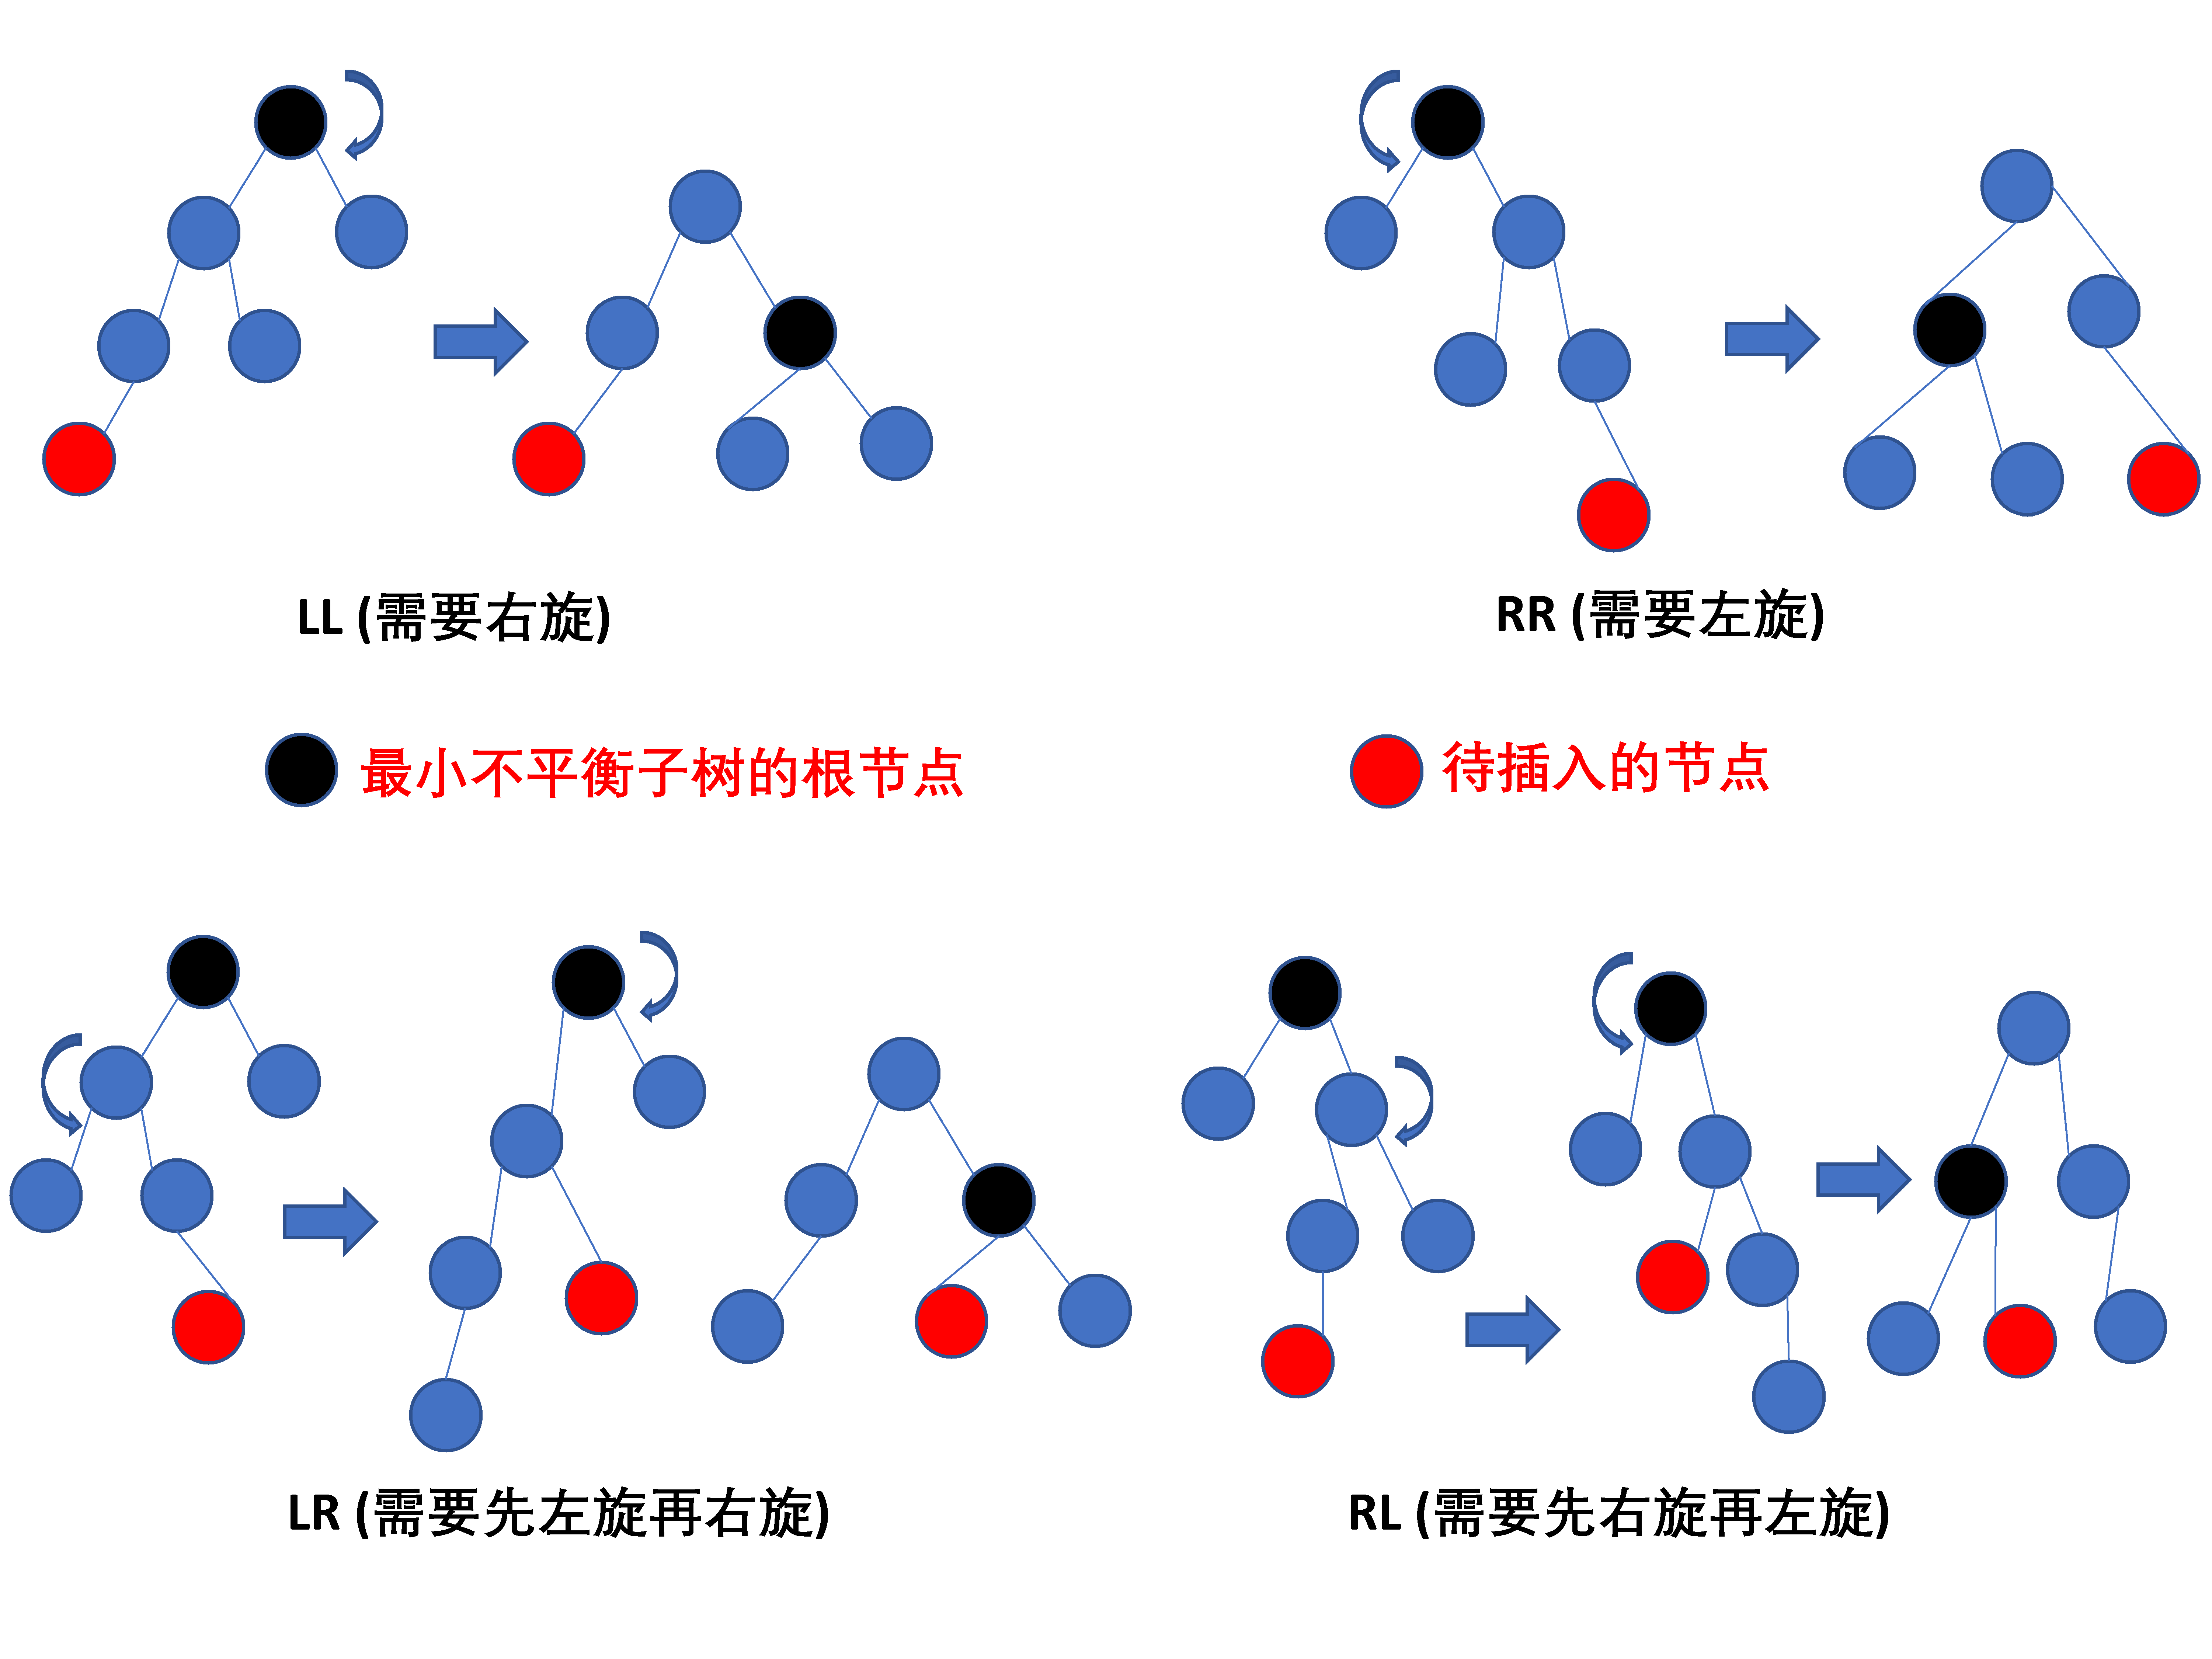 LL (需要右旋)
RR (需要左旋)
最小不平衡子树的根节点
待插入的节点
LR (需要先左旋再右旋)
RL (需要先右旋再左旋)